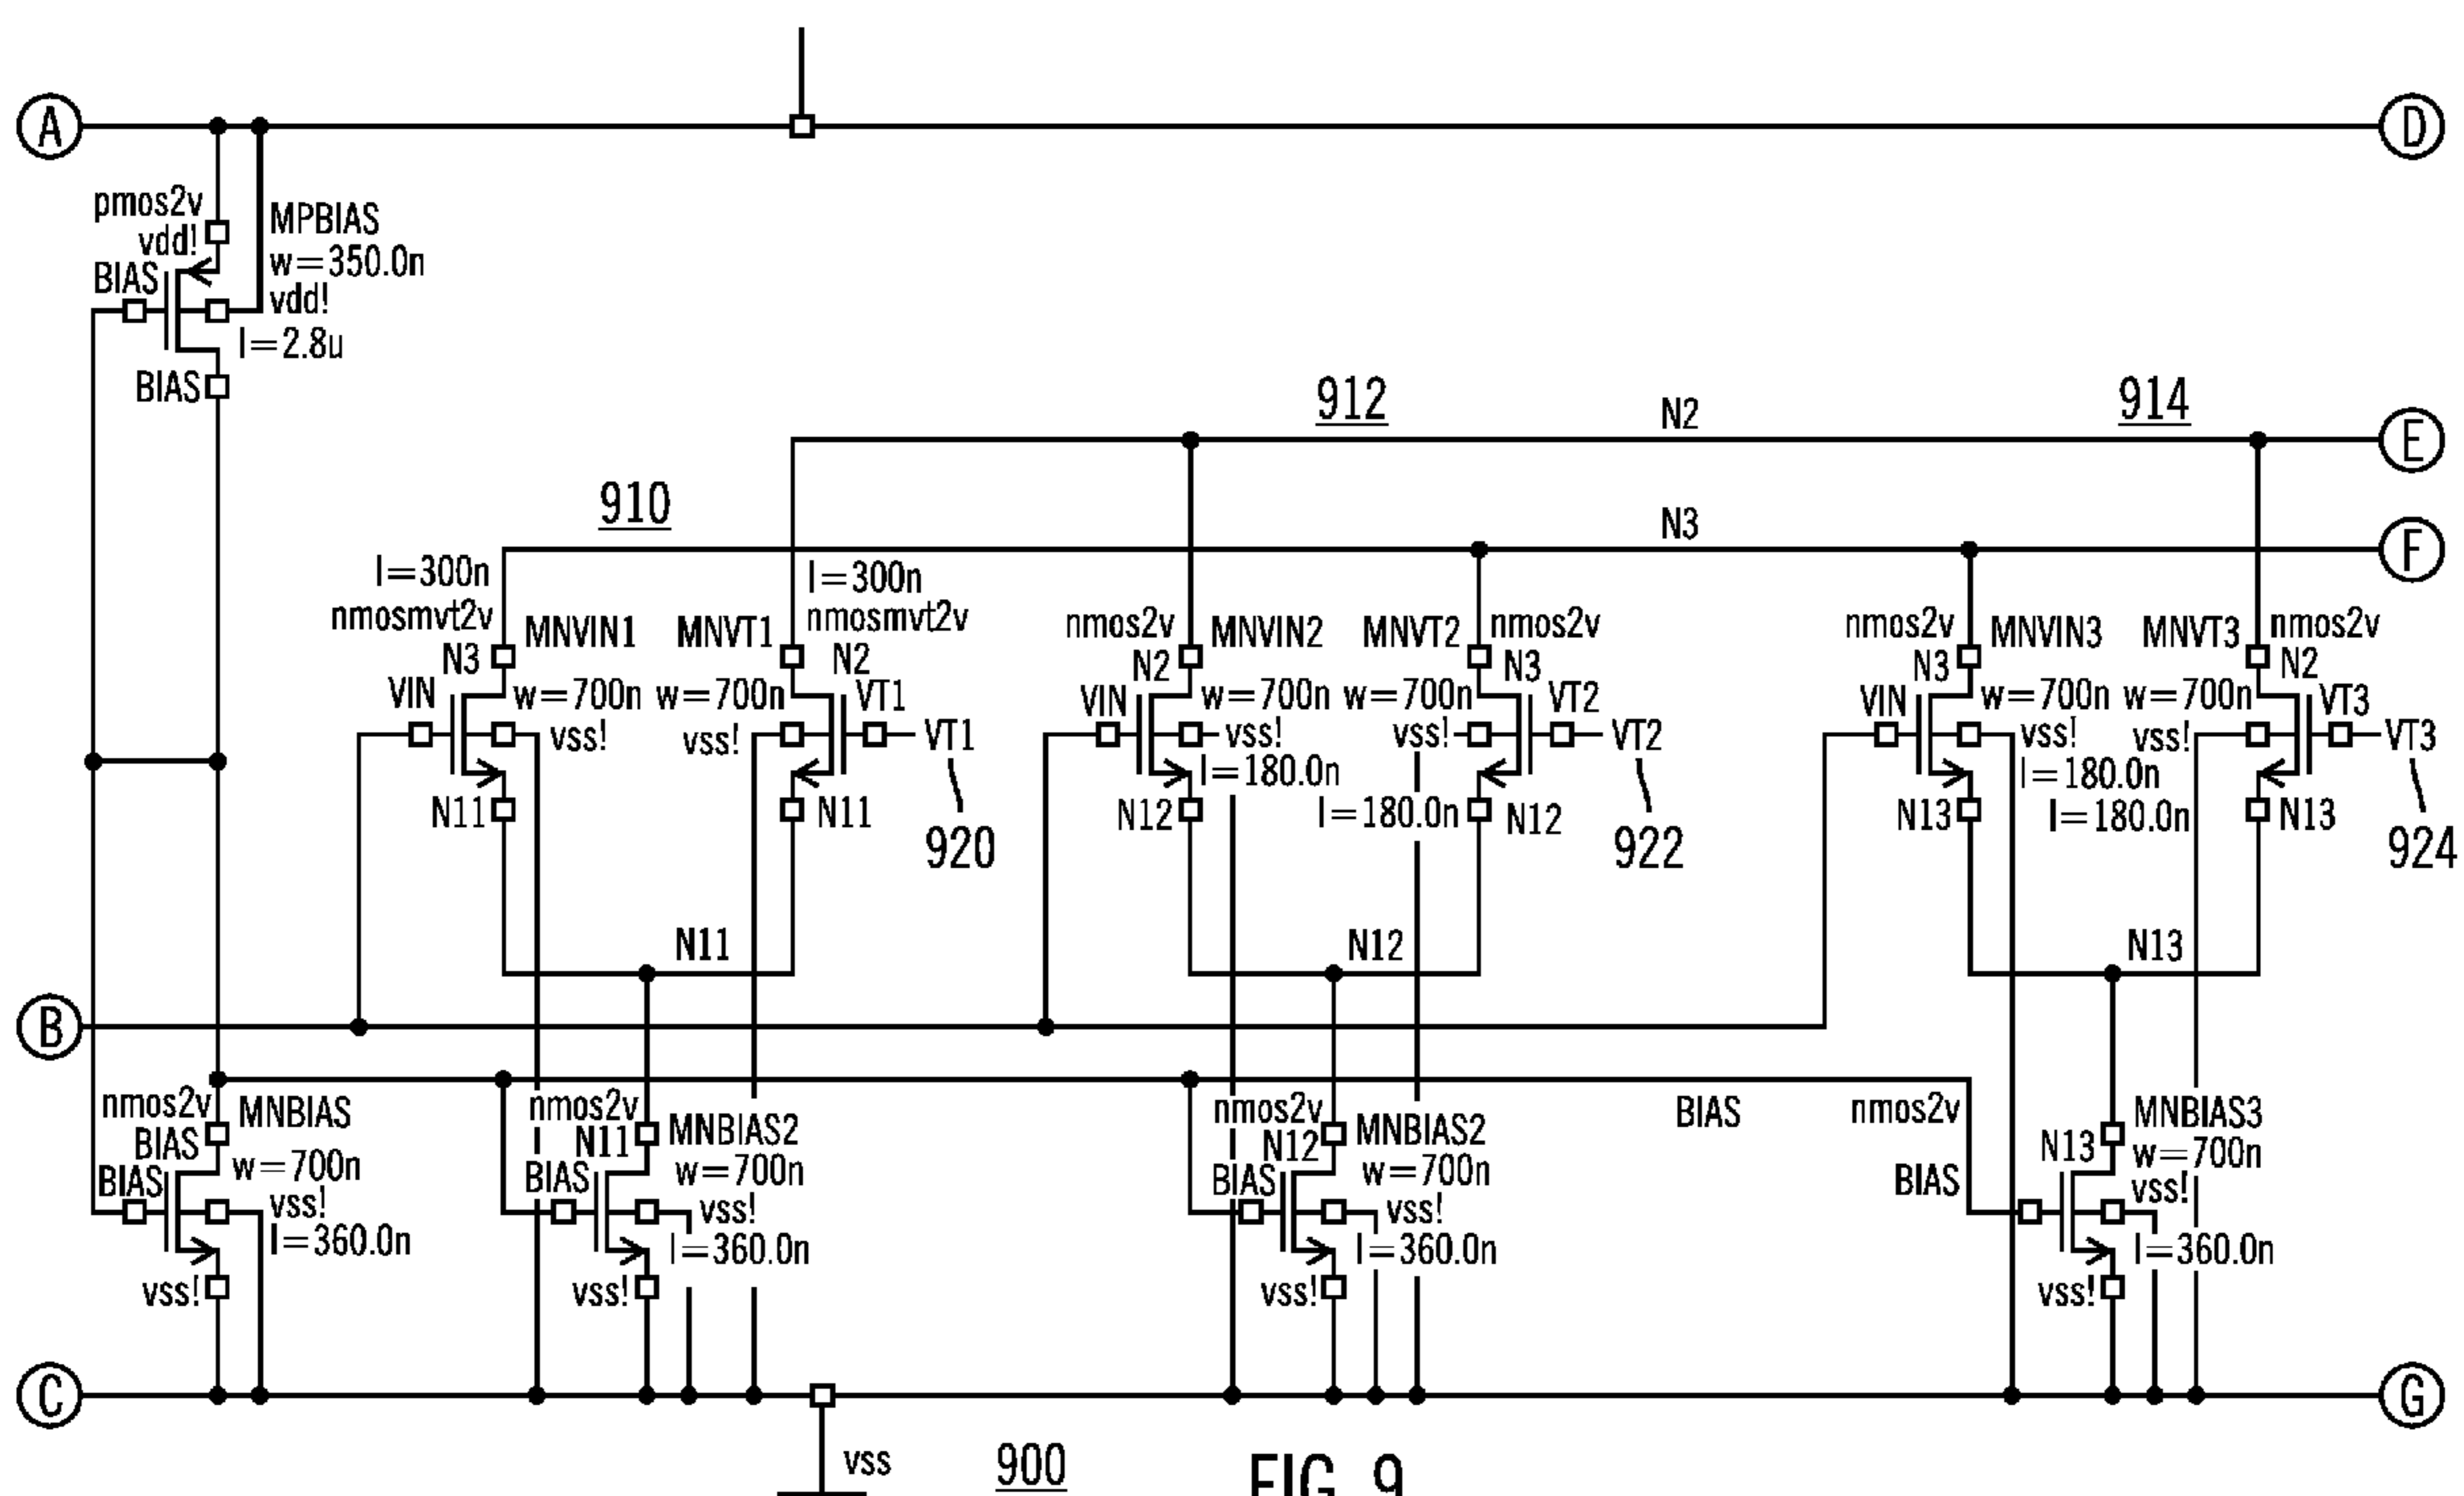 A
D
pmos2v
vdd!
MPBIAS
w=350.0n
BIAS
vdd!
l=2.8u
BIAS
912
N2
914
E
910
N3
F
l=300n
nmosmvt2v
MNVIN1
N3
VIN
w=700n
vss!
N11
l=300n
nmosmvt2v
MNVT1
N2
w=700n
VT1
vss!
VT1
N11
920
nmos2v
MNVIN2
N2
VIN
w=700n
vss!
l=180.0n
N12
MNVT2
nmos2v
N3
w=700n
VT2
vss!
VT2
l=180.0n
N12
922
nmos2v
MNVIN3
N3
VIN
w=700n
vss!
l=180.0n
N13
MNVT3
nmos2v
N2
w=700n
VT3
vss!
VT3
l=180.0n
N13
924
N11
N12
N13
B
nmos2v
MNBIAS
BIAS
w=700n
BIAS
vss!
l=360.0n
vss!
nmos2v
N11
MNBIAS2
w=700n
BIAS
vss!
l=360.0n
vss!
nmos2v
N12
MNBIAS2
w=700n
BIAS
vss!
l=360.0n
vss!
BIAS
nmos2v
MNBIAS3
N13
w=700n
BIAS
vss!
l=360.0n
vss!
C
G
vss
900
FIG. 9